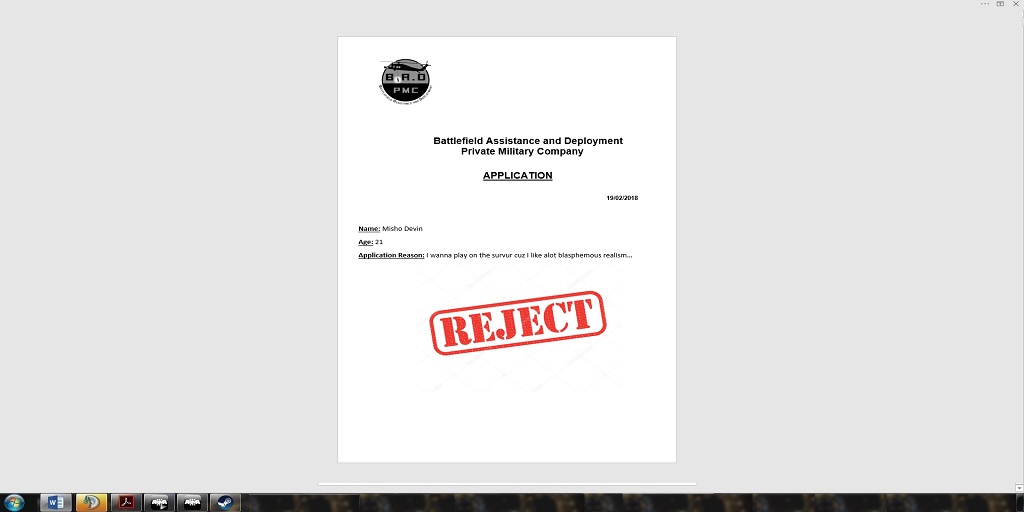 B.A.D
PMC
Battlefield Assistance and Deployment
Private Military Company
APPLICATION
19/02/2018
Name: Misho Devin
Age: 21
Application Reason: I wanna play on the survur cuz I like alot blasphemous realism...
REJECT